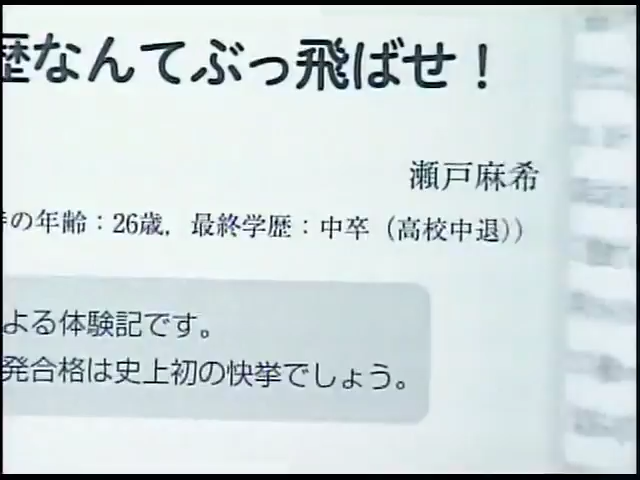 歴なんてぶっ飛ばせ！
瀬戸麻希
の年齢：26歳，最終学歴：中卒（高校中退））
よる体験記です。
発合格は史上初の快挙でしょう。